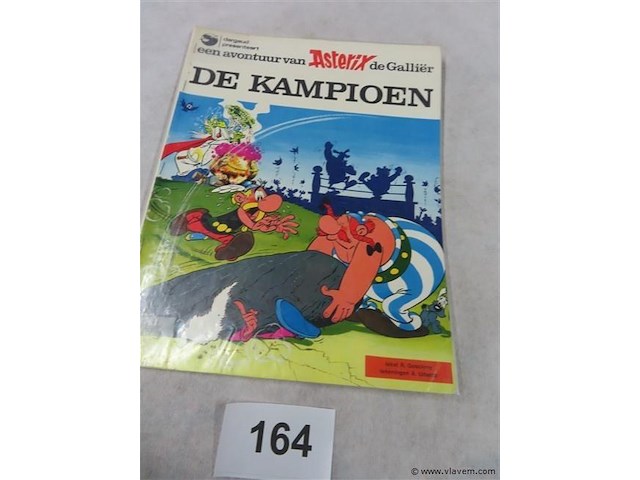 dargaud
presenteert
een avontuur van Asterix de Galliër
DE KAMPIOEN
tekst R. Goscinny
tekeningen A. Uderzo
164
© www.vlavem.com